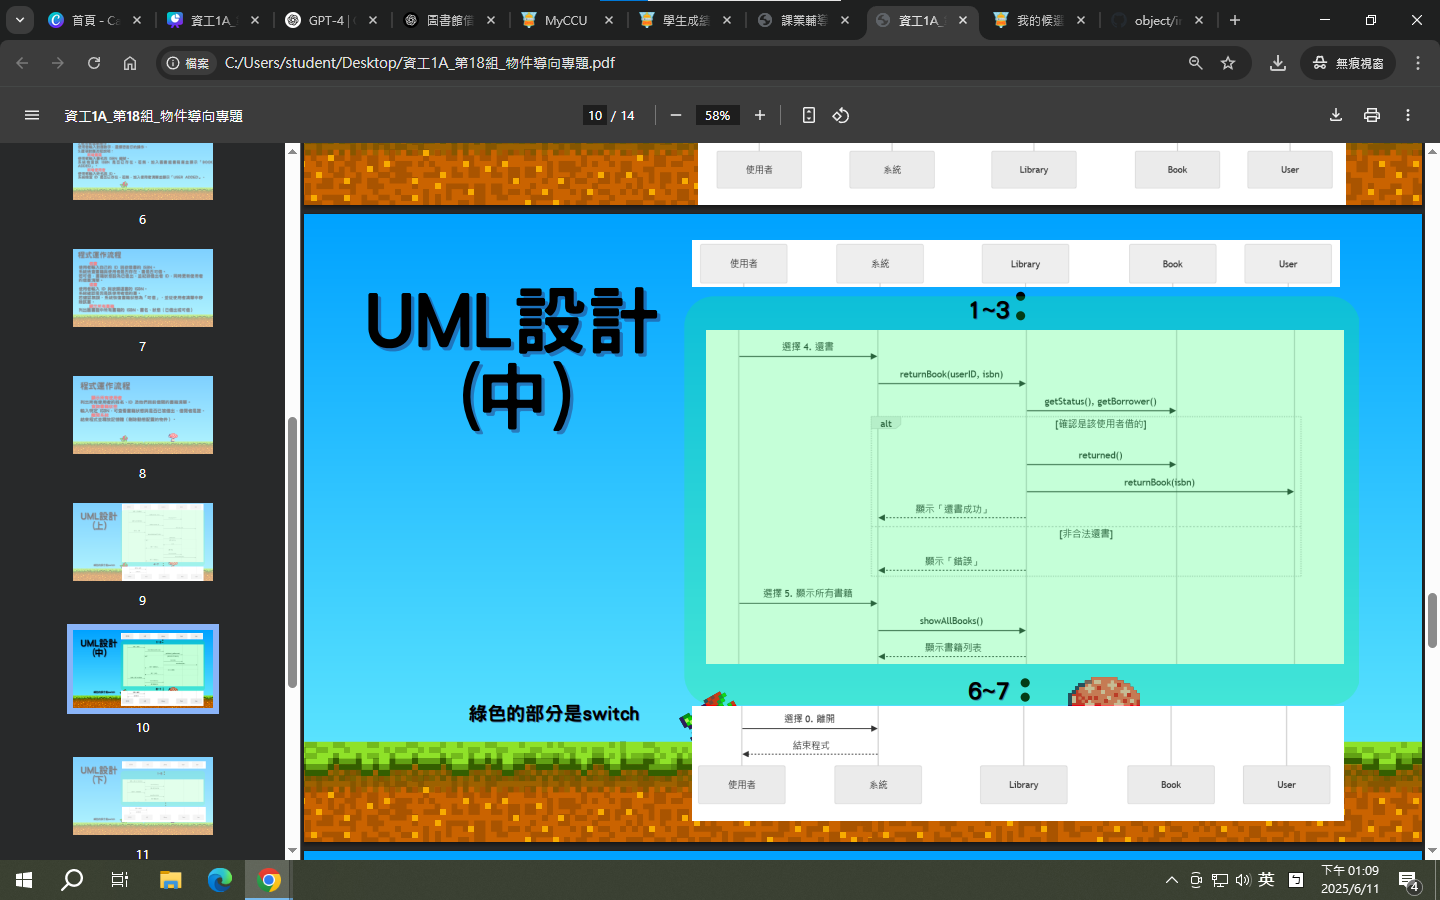 首頁 - Ca
資工1A_
GPT-4 | (
圖書館借
MyCCU
學生成績
課業輔導
資工1A_
我的候選
object/in
檔案
C:/Users/student/Desktop/資工1A_第18組_物件導向專題.pdf
無痕視窗
資工1A_第18組_物件導向專題
10 / 14
58%
6
程式運作流程
7
程式運作流程
8
UML設計
(上)
9
UML設計
(中)
10
UML設計
(下)
11
使用者 系統 Library Book User
使用者 系統 Library Book User
UML設計
(中)
1~3：
選擇 4. 還書
returnBook(userID, isbn)
getStatus(), getBorrower()
alt
[確認是該使用者借的]
returned()
returnBook(isbn)
顯示「還書成功」
[非合法還書]
顯示「錯誤」
選擇 5. 顯示所有書籍
showAllBooks()
顯示書籍列表
6~7：
綠色的部分是switch
選擇 0. 離開
結束程式
使用者 系統 Library Book User
英
下午 01:09
2025/6/11
4